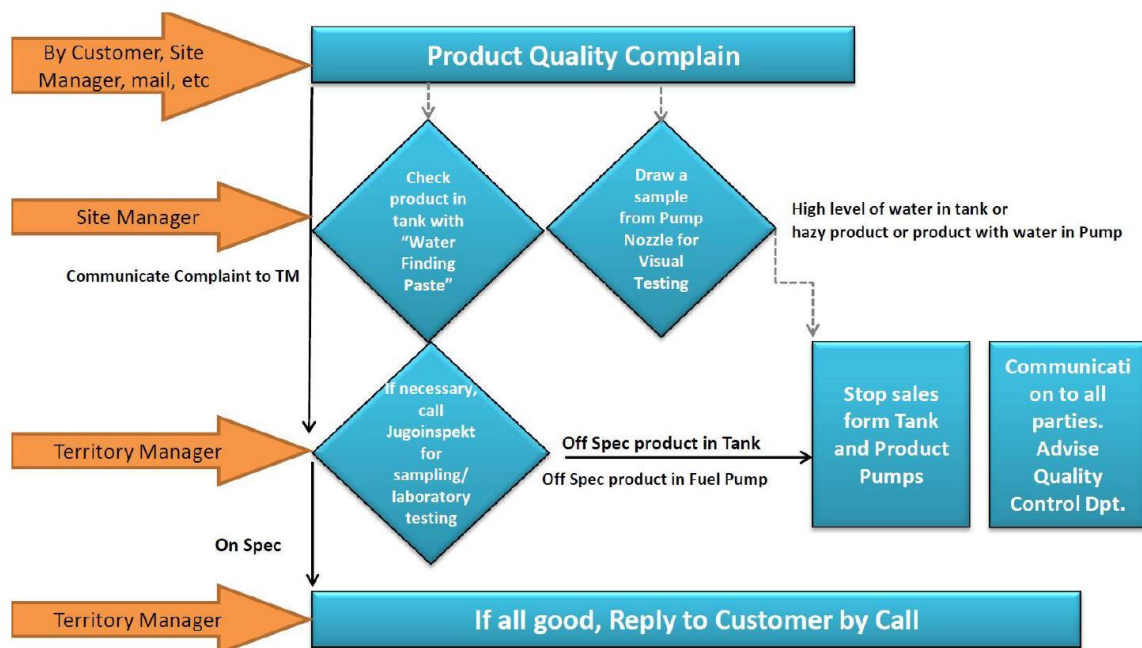 By Customer, Site
Manager, mail, etc
Product Quality Complain
Site Manager
Check
product in
tank with
“Water
Finding
Paste”
Draw a
sample
from Pump
Nozzle for
Visual
Testing
High level of water in tank or
hazy product or product with water in Pump
Communicate Complaint to TM
Territory Manager
If necessary,
call
Jugoinspekt
for
sampling/
laboratory
testing
Off Spec product in Tank
Off Spec product in Fuel Pump
Stop sales
form Tank
and Product
Pumps
Communicati
on to all
parties.
Advise
Quality
Control Dpt.
On Spec
Territory Manager
If all good, Reply to Customer by Call